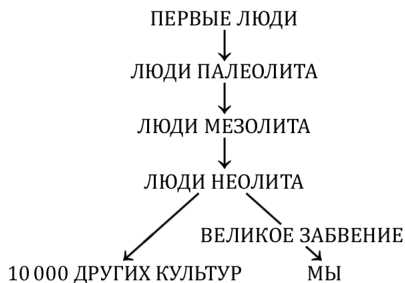 ПЕРВЫЕ ЛЮДИ
ЛЮДИ ПАЛЕОЛИТА
ЛЮДИ МЕЗОЛИТА
ЛЮДИ НЕОЛИТА
ВЕЛИКОЕ ЗАБВЕНИЕ
10 000 ДРУГИХ КУЛЬТУР МЫ